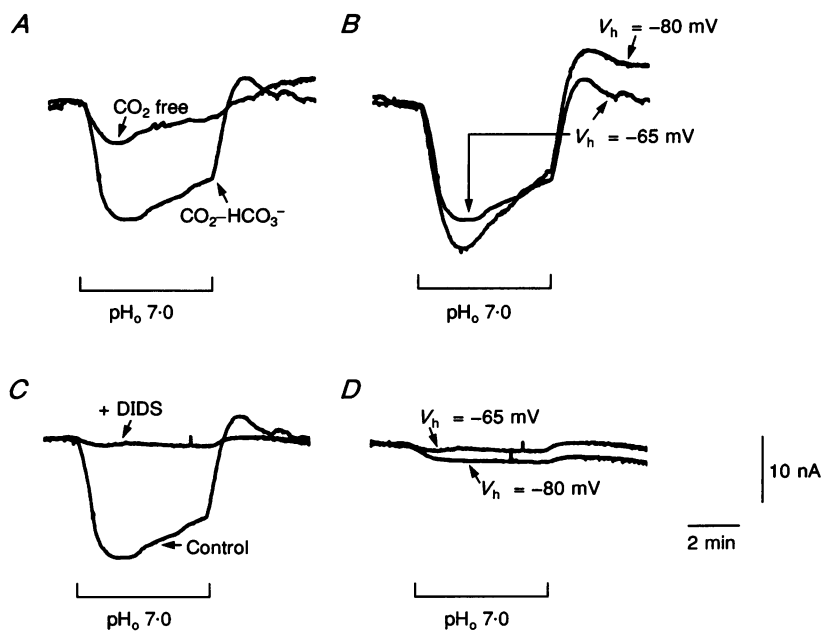 A
CO2 free
CO2–HCO3−
pHo 7·0
B
Vh = −80 mV
Vh = −65 mV
pHo 7·0
C
+ DIDS
Control
pHo 7·0
D
Vh = −65 mV
Vh = −80 mV
pHo 7·0
10 nA
2 min